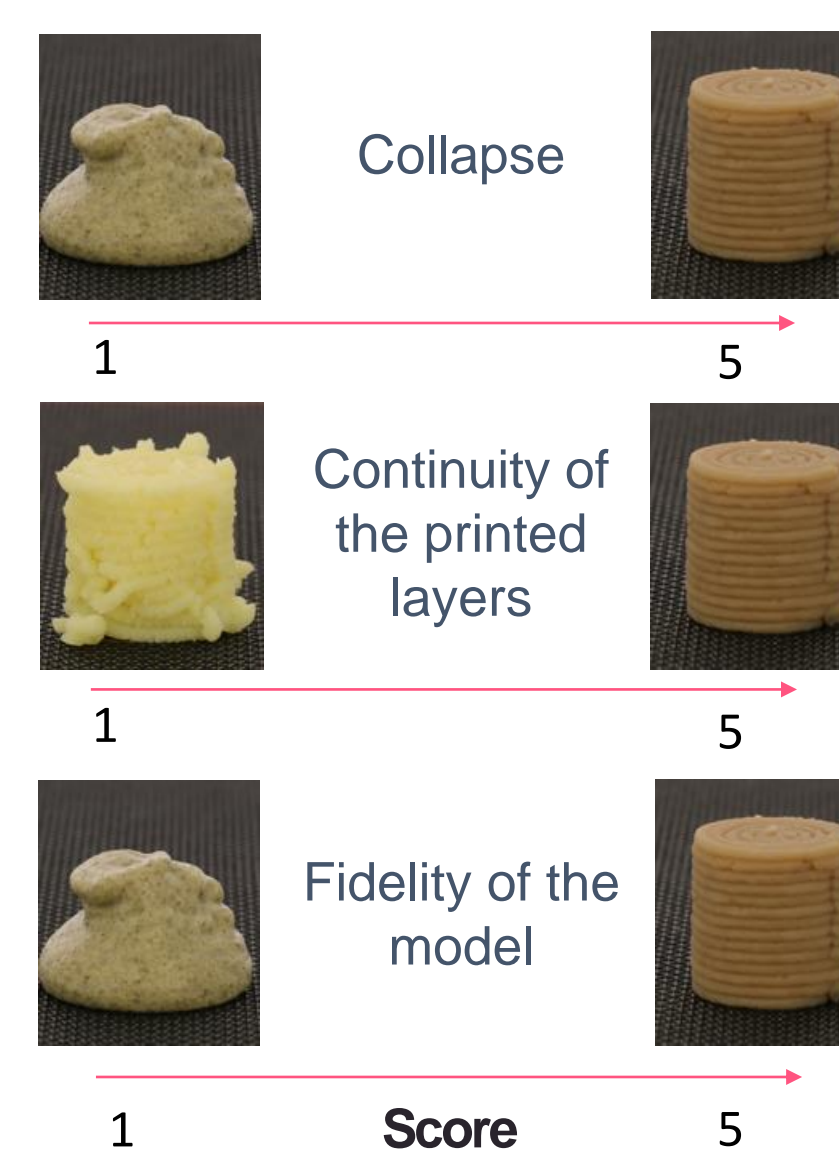 Collapse
1
5
Continuity of
the printed
layers
1
5
Fidelity of the
model
1
Score
5